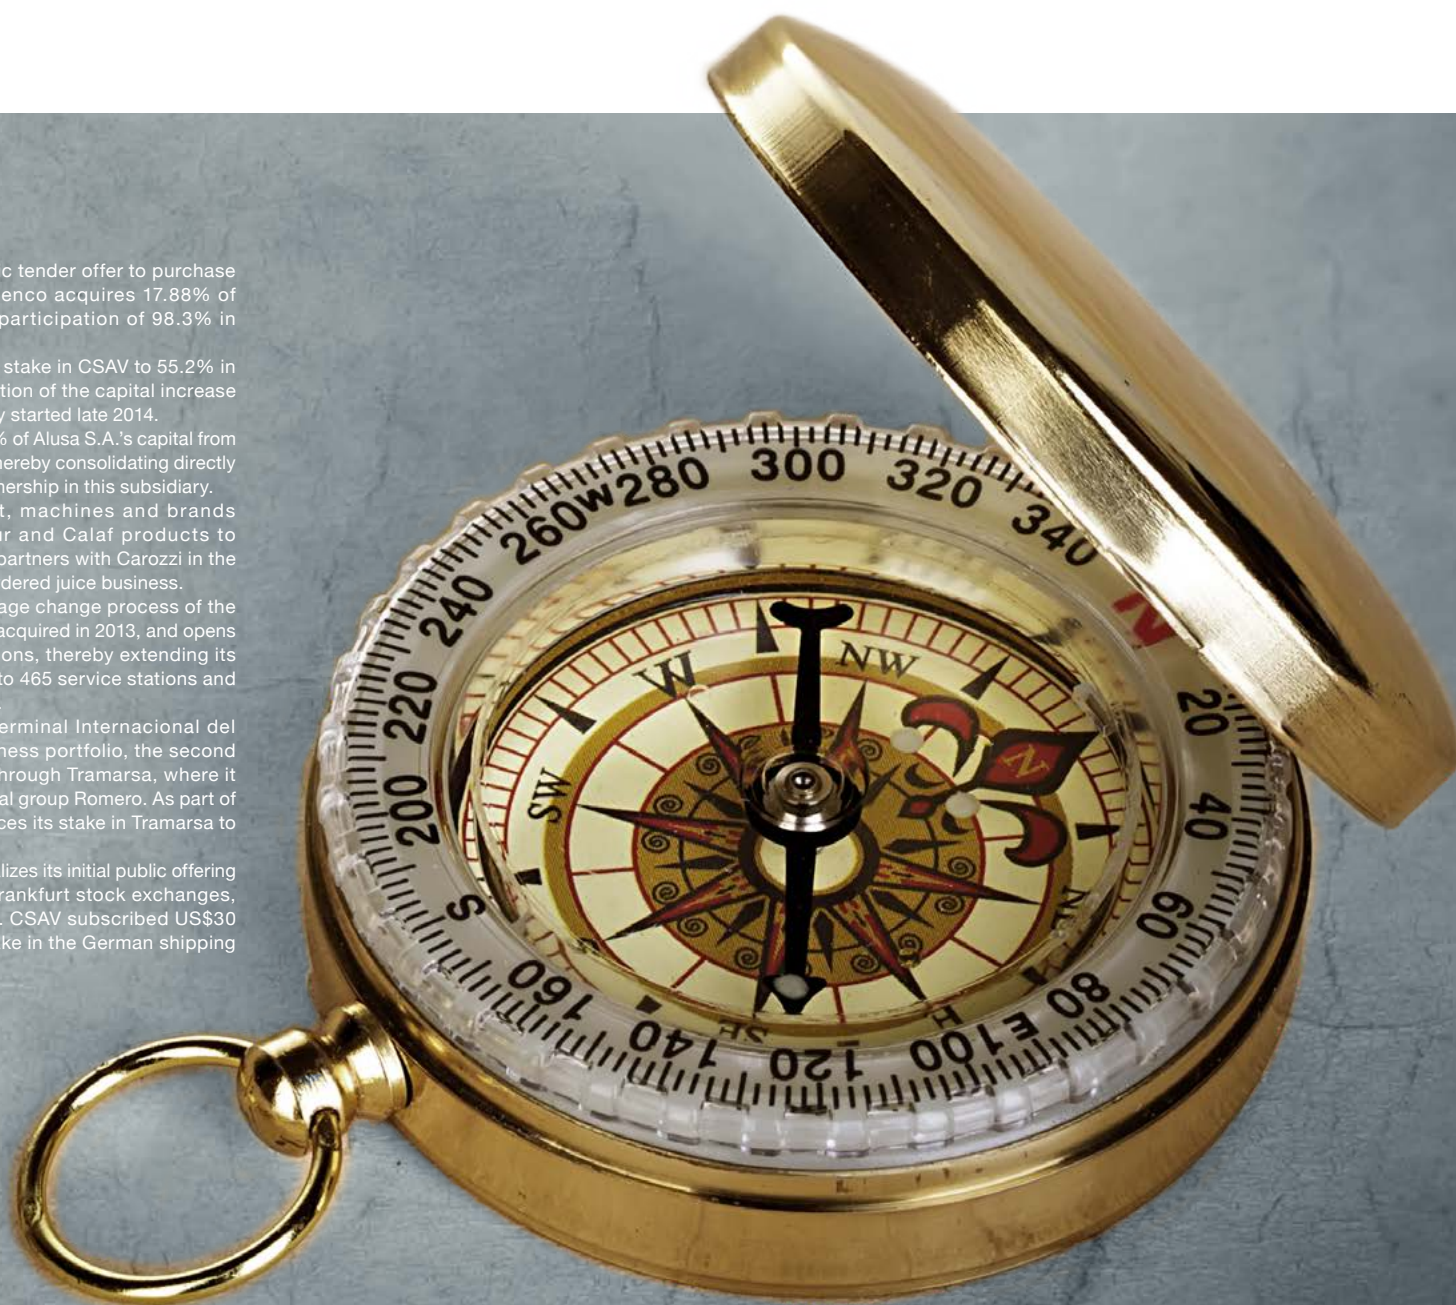 c tender offer to purchase
enco acquires 17.88% of
participation of 98.3% in
stake in CSAV to 55.2% in
tion of the capital increase
y started late 2014.
% of Alusa S.A.'s capital from
hereby consolidating directly
nership in this subsidiary.
t, machines and brands
ur and Calaf products to
partners with Carozzi in the
dered juice business.
age change process of the
acquired in 2013, and opens
ons, thereby extending its
to 465 service stations and
erminal Internacional del
ness portfolio, the second
hrough Tramarsa, where it
al group Romero. As part of
ces its stake in Tramarsa to
lizes its initial public offering
rankfurt stock exchanges,
. CSAV subscribed US$30
ke in the German shipping
S 200 220 240 260 W 280 300 320 340 N 20 40 60 80 E 100 120 140 160
SW W NW N
SE